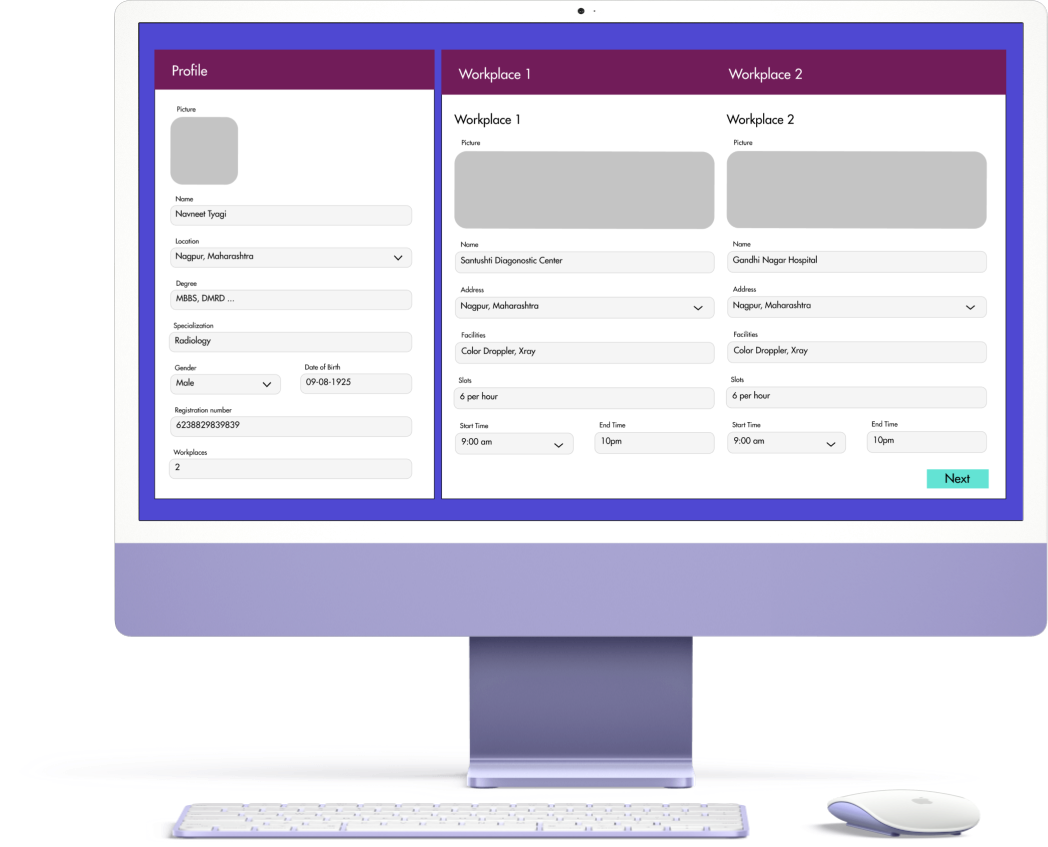 Profile
Picture
Name
Navneet Tyagi
Location
Nagpur, Maharashtra
Degree
MBBS, DMRD ...
Specialization
Radiology
Gender
Date of Birth
Male
09-08-1925
Registration number
6238829839839
Workplaces
2
Workplace 1
Workplace 2
Workplace 1
Picture
Name
Santushti Diagonostic Center
Address
Nagpur, Maharashtra
Facilities
Color Droppler, Xray
Slots
6 per hour
Start Time
End Time
9:00 am
10pm
Workplace 2
Picture
Name
Gandhi Nagar Hospital
Address
Nagpur, Maharashtra
Facilities
Color Droppler, Xray
Slots
6 per hour
Start Time
End Time
9:00 am
10pm
Next